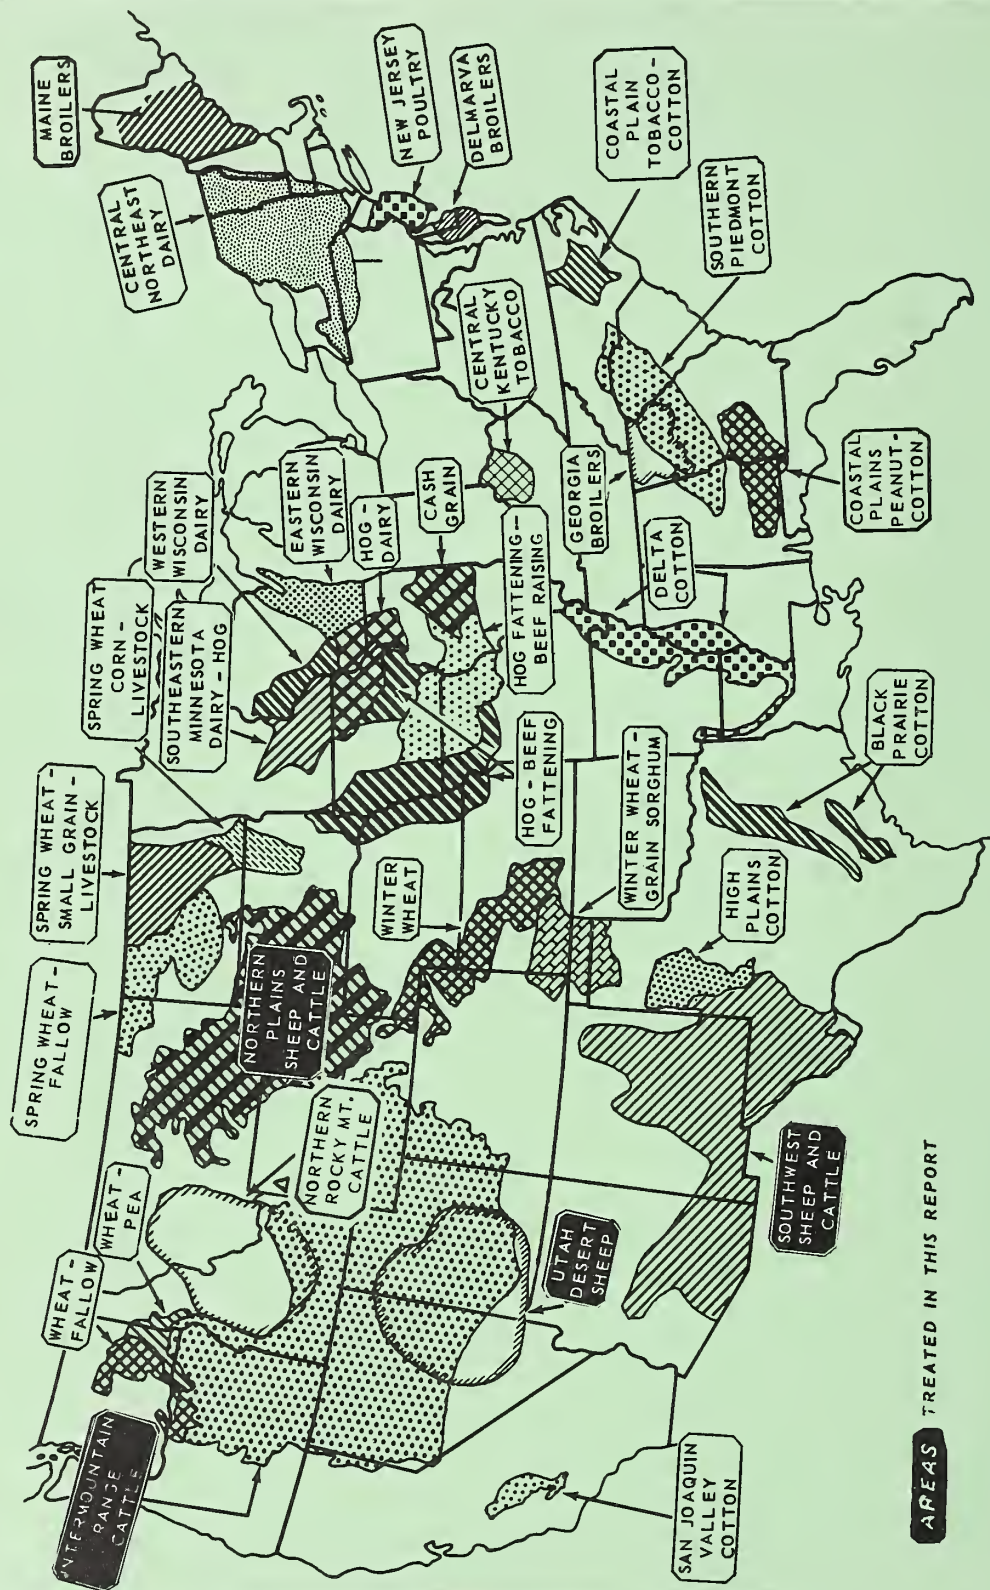 MAINE
BROILERS
CENTRAL
NORTHEAST
DAIRY
NEW JERSEY
POULTRY
DELMARVA
BROILERS
COASTAL
PLAIN
TOBACCO-
COTTON
SOUTHERN
PIEDMONT
COTTON
CENTRAL
KENTUCKY
TOBACCO
COASTAL
PLAINS
PEANUT-
COTTON
GEORGIA
BROILERS
DELTA
COTTON
CASH
GRAIN
HOG-
DAIRY
EASTERN
WISCONSIN
DAIRY
WESTERN
WISCONSIN
DAIRY
HOG FATTENING-
BEEF RAISING
SPRING WHEAT
CORN-
LIVESTOCK
SOUTHEASTERN
MINNESOTA
DAIRY-HOG
HOG-BEEF
FATTENING
BLACK
PRAIRIE
COTTON
SPRING WHEAT-
SMALL GRAIN-
LIVESTOCK
WINTER
WHEAT
WINTER WHEAT-
GRAIN SORGHUM
HIGH
PLAINS
COTTON
SPRING WHEAT-
FALLOW
NORTHERN
PLAINS
SHEEP AND
CATTLE
NORTHERN
ROCKY MT.
CATTLE
WHEAT-
PEA
WHEAT-
FALLOW
UTAH
DESERT
SHEEP
SOUTHWEST
SHEEP AND
CATTLE
INTERMOUNTAIN
RANGE
CATTLE
SAN JOAQUIN
VALLEY
COTTON
AREAS TREATED IN THIS REPORT